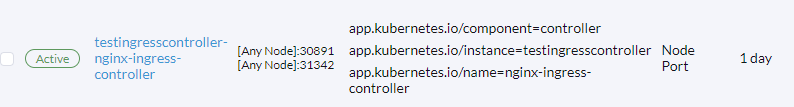 Active
testingresscontroller-
nginx-ingress-
controller
[Any Node]:30891
[Any Node]:31342
app.kubernetes.io/component=controller
app.kubernetes.io/instance=testingresscontroller
app.kubernetes.io/name=nginx-ingress-
controller
Node
Port
1 day